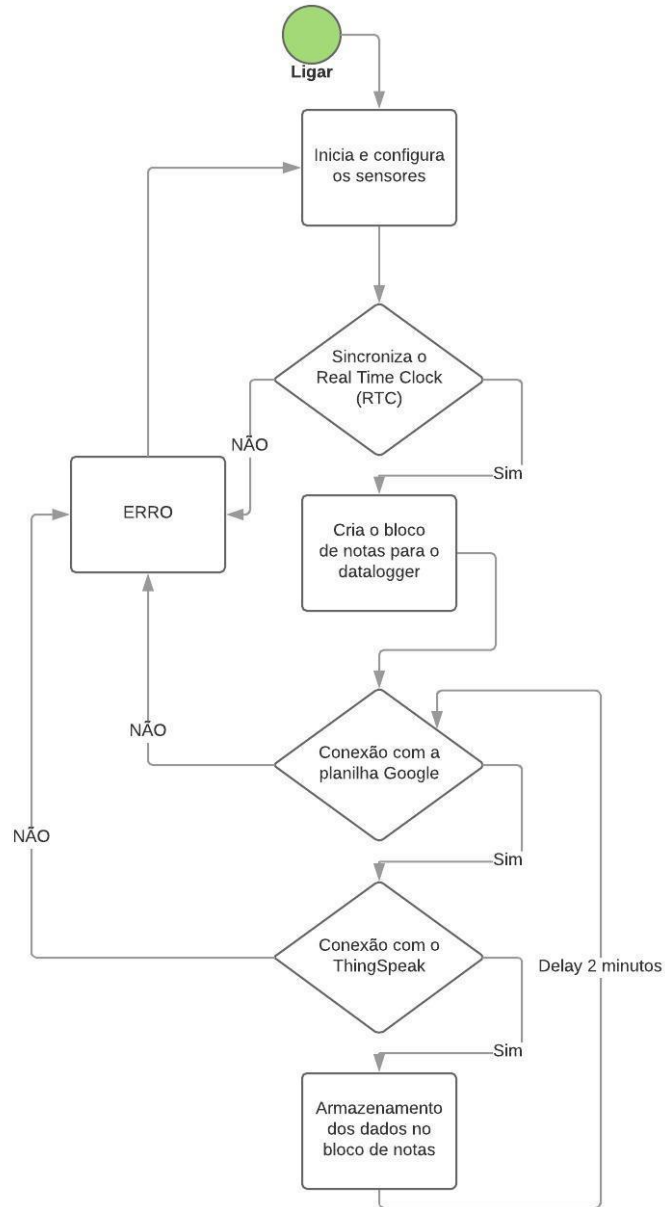 Ligar
Inicia e configura
os sensores
Sincroniza o
Real Time Clock
(RTC)
NÃO
Sim
ERRO
Cria o bloco
de notas para o
datalogger
NÃO
Conexão com a
planilha Google
NÃO
Sim
Conexão com o
ThingSpeak
Delay 2 minutos
Sim
Armazenamento
dos dados no
bloco de notas